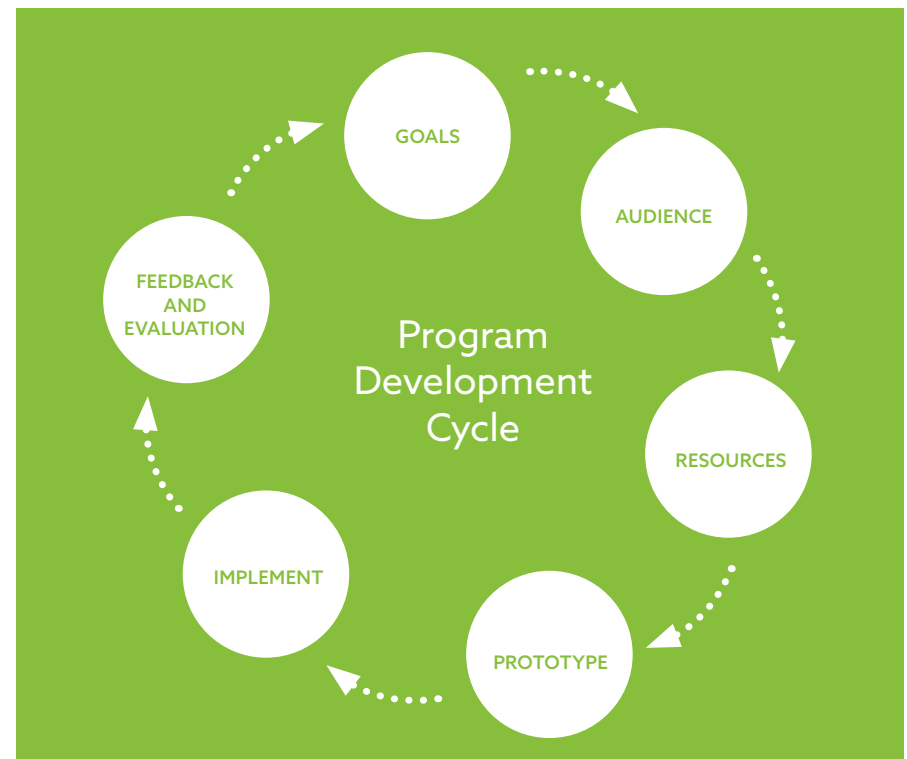 GOALS
AUDIENCE
RESOURCES
PROTOTYPE
IMPLEMENT
FEEDBACK
AND
EVALUATION
Program
Development
Cycle